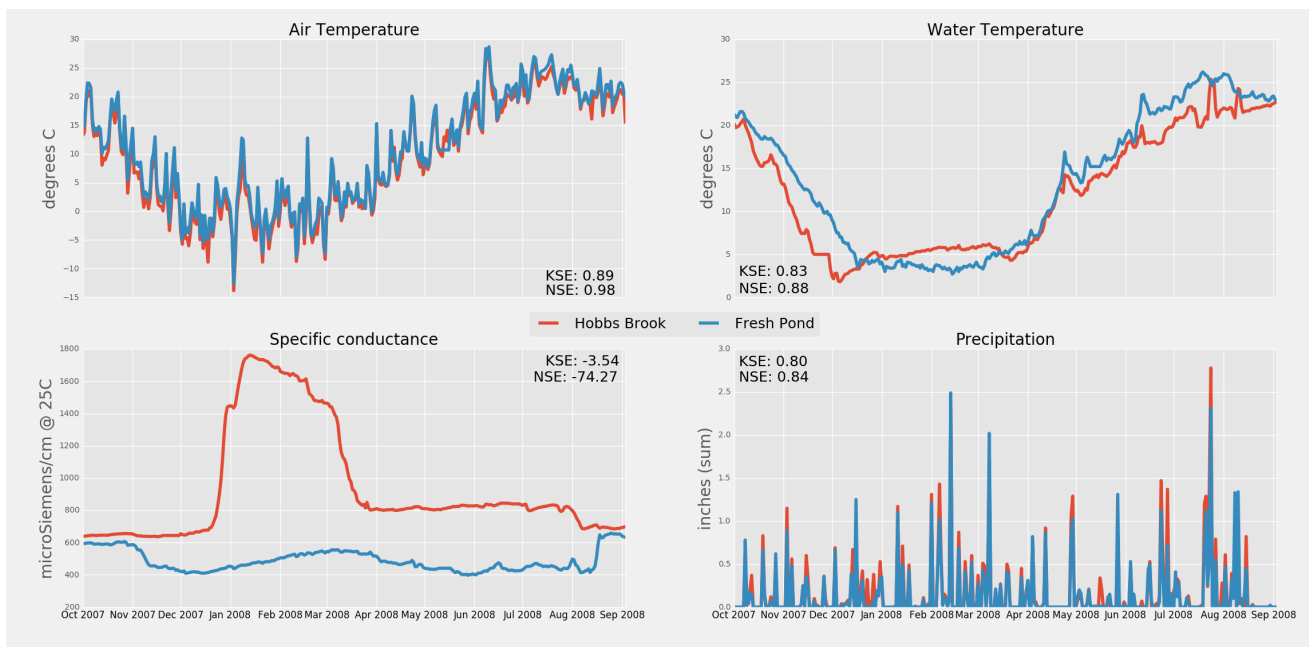 Air Temperature
degrees C
30
25
20
15
10
5
0
−5
−10
−15
KSE: 0.89
NSE: 0.98
Water Temperature
degrees C
30
25
20
15
10
5
0
KSE: 0.83
NSE: 0.88
Hobbs Brook Fresh Pond
Specific conductance
microSiemens/cm @ 25C
1800
1600
1400
1200
1000
800
600
400
200
KSE: -3.54
NSE: -74.27
Oct 2007 Nov 2007 Dec 2007 Jan 2008 Feb 2008 Mar 2008 Apr 2008 May 2008 Jun 2008 Jul 2008 Aug 2008 Sep 2008
Precipitation
inches (sum)
3.0
2.5
2.0
1.5
1.0
0.5
0.0
KSE: 0.80
NSE: 0.84
Oct 2007 Nov 2007 Dec 2007 Jan 2008 Feb 2008 Mar 2008 Apr 2008 May 2008 Jun 2008 Jul 2008 Aug 2008 Sep 2008